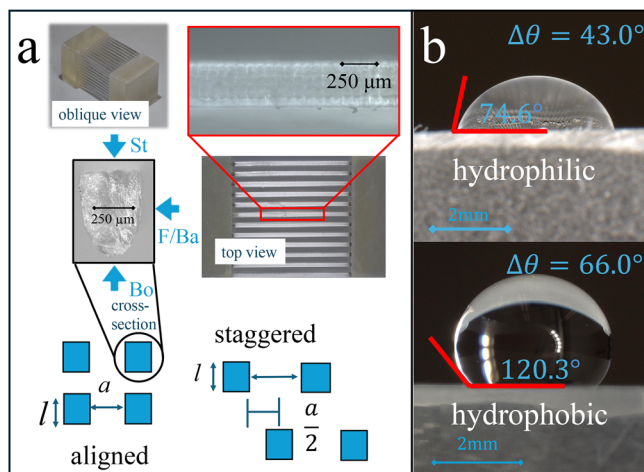 a
oblique view
250 µm
St
250 µm
F/Ba
Bo
cross-
section
top view
staggered
l
a
l
a
2
aligned
b
Δθ = 43.0°
74.6°
hydrophilic
2mm
Δθ = 66.0°
120.3°
hydrophobic
2mm